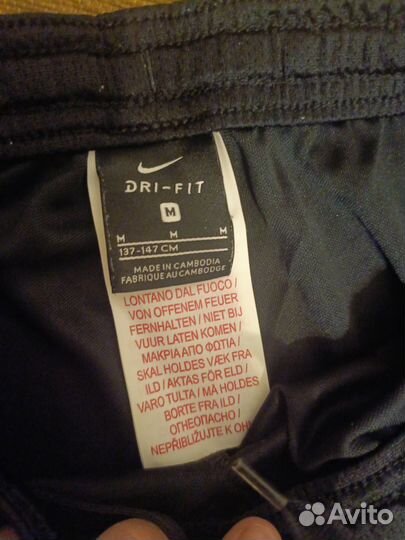 DRI-FIT
M
M M M
137-147 CM
MADE IN CAMBODIA
FABRIQUÉ AU CAMBODGE
LONTANO DAL FUOCO /
VON OFFENEM FEUER
FERNHALTEN / NIET BIJ
VUUR LATEN KOMEN /
ΜΑΚΡΙΑ ΑΠΟ ΦΩΤΙΑ /
SKAL HOLDES VÆK FRA
ILD / AKTAS FÖR ELD /
VARO TULTA / MÅ HOLDES
BORTE FRA ILD /
ОГНЕОПАСНО /
NEPŘIBLIŽUJTE K OHN
Avito